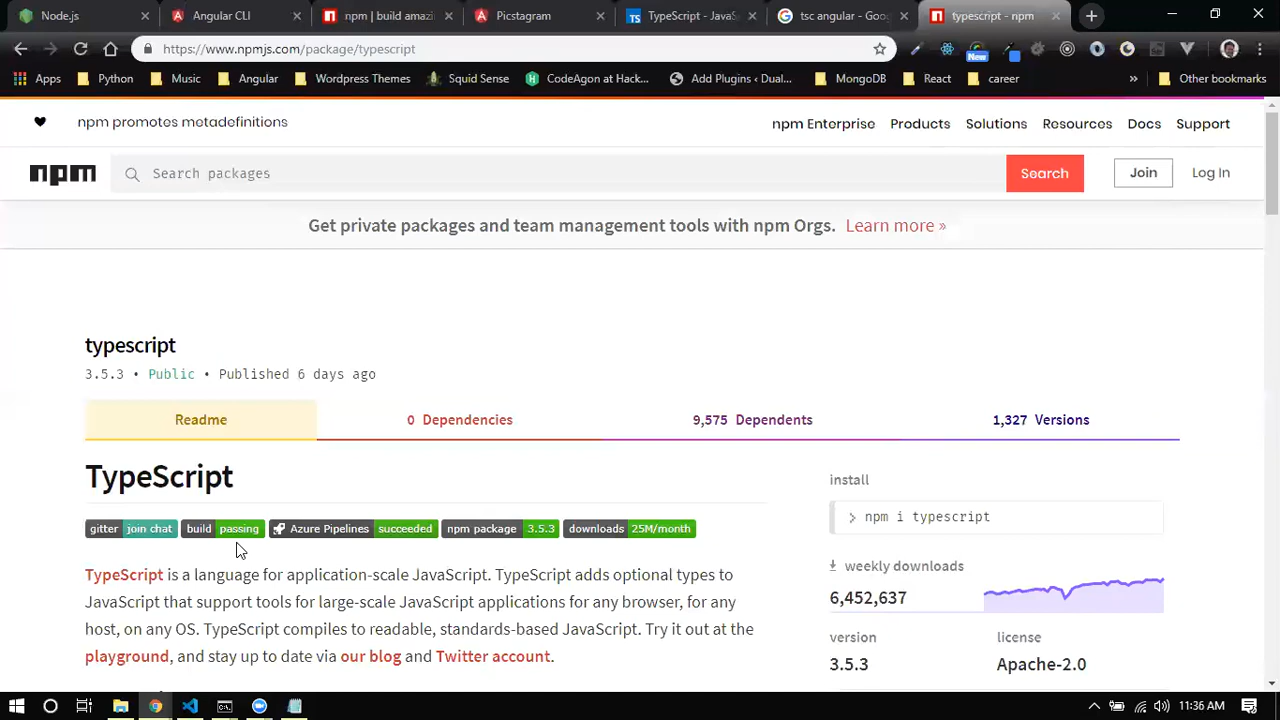 Node.js
Angular CLI
npm | build amazi
Picstagram
TypeScript - JavaS
tsc angular - Goog
typescript - npm
https://www.npmjs.com/package/typescript
New
Apps
Python
Music
Angular
Wordpress Themes
Squid Sense
CodeAgon at Hack...
Add Plugins ‹ Dual...
MongoDB
React
career
»
Other bookmarks
npm promotes metadefinitions
npm Enterprise
Products
Solutions
Resources
Docs
Support
npm
Search packages
Search
Join
Log In
Get private packages and team management tools with npm Orgs. Learn more »
typescript
3.5.3 • Public • Published 6 days ago
Readme
0 Dependencies
9,575 Dependents
1,327 Versions
TypeScript
install
gitter join chat
build passing
Azure Pipelines succeeded
npm package 3.5.3
downloads 25M/month
> npm i typescript
TypeScript is a language for application-scale JavaScript. TypeScript adds optional types to
JavaScript that support tools for large-scale JavaScript applications for any browser, for any
host, on any OS. TypeScript compiles to readable, standards-based JavaScript. Try it out at the
playground, and stay up to date via our blog and Twitter account.
weekly downloads
6,452,637
version
3.5.3
license
Apache-2.0
11:36 AM